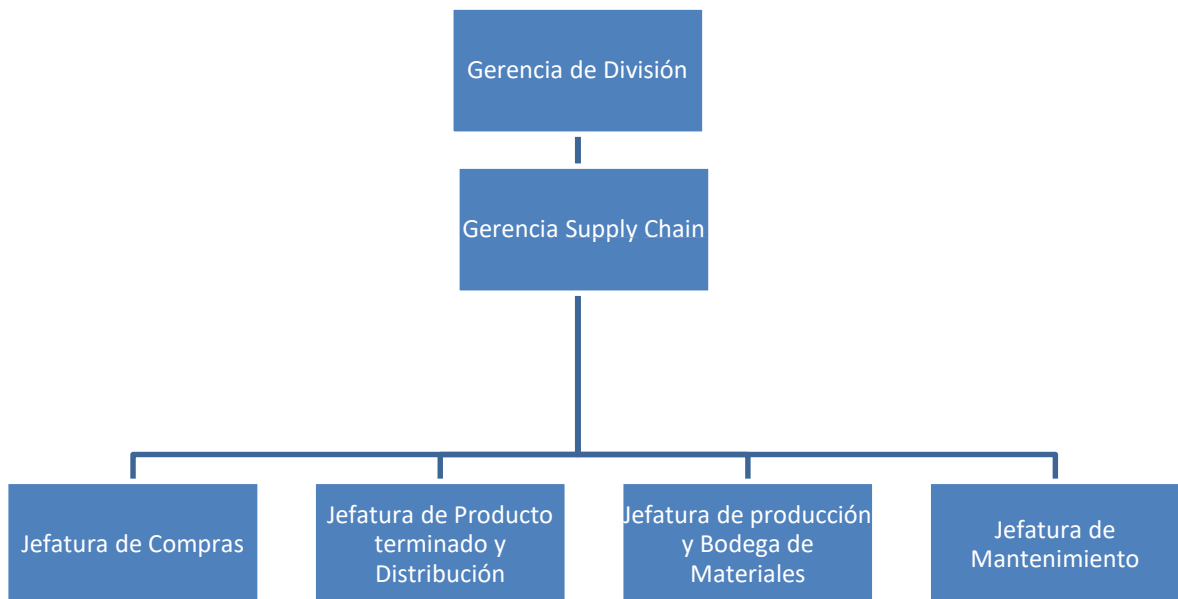 Gerencia de División
Gerencia Supply Chain
Jefatura de Compras
Jefatura de Producto
terminado y
Distribución
Jefatura de producción
y Bodega de
Materiales
Jefatura de
Mantenimiento